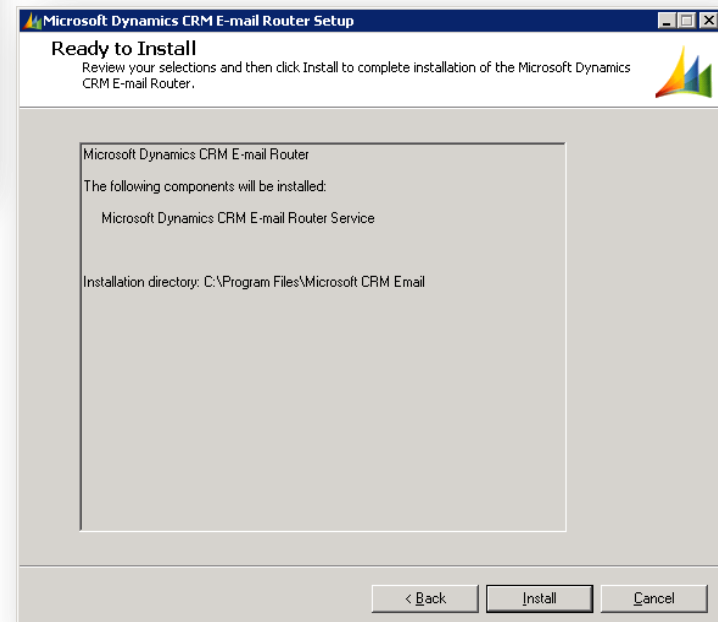 Microsoft Dynamics CRM E-mail Router Setup
Ready to Install
Review your selections and then click Install to complete installation of the Microsoft Dynamics
CRM E-mail Router.
Microsoft Dynamics CRM E-mail Router
The following components will be installed:
Microsoft Dynamics CRM E-mail Router Service
Installation directory: C:\Program Files\Microsoft CRM Email
< Back
Install
Cancel